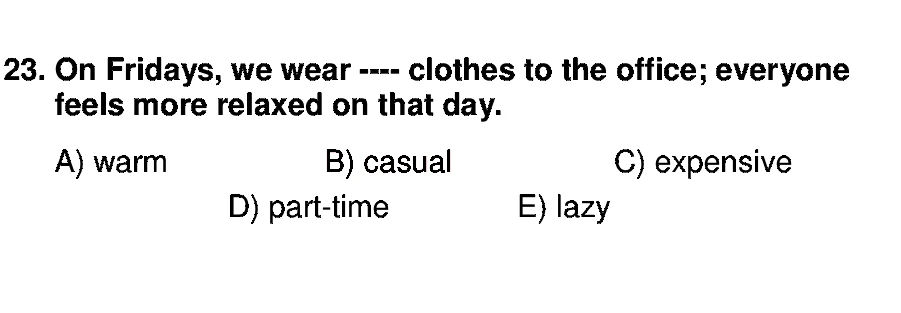 23. On Fridays, we wear ---- clothes to the office; everyone
feels more relaxed on that day.
A) warm B) casual C) expensive
D) part-time E) lazy